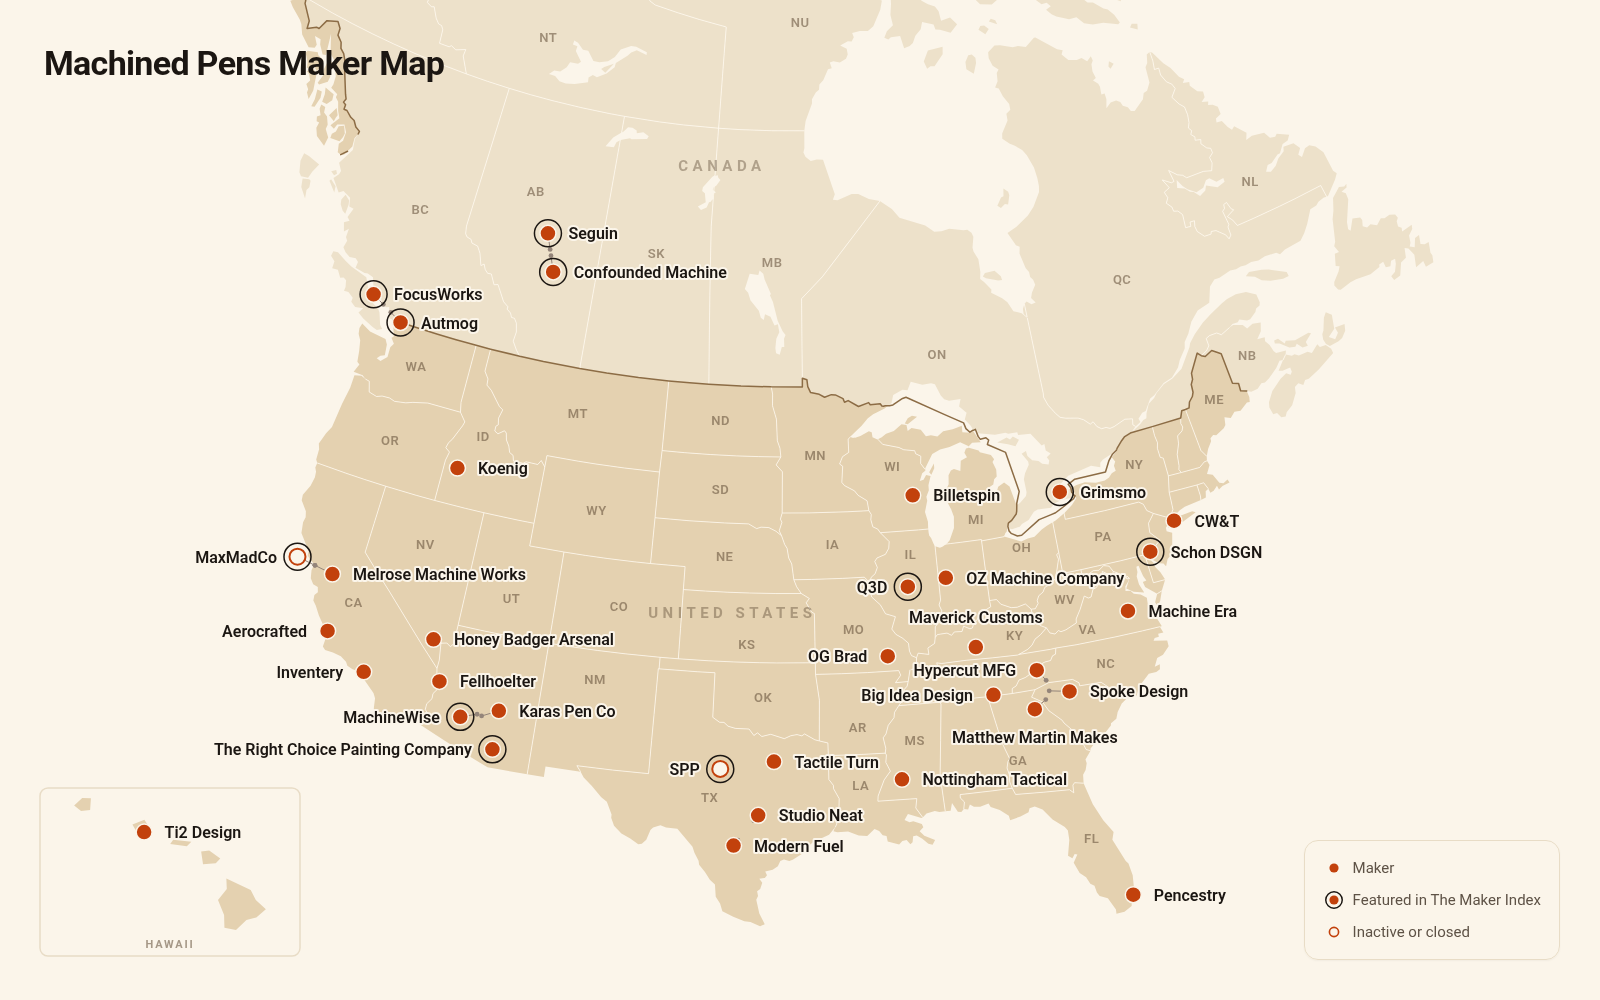 NU
NT
Machined Pens Maker Map
CANADA
NL
AB
BC
Seguin
SK
MB
Confounded Machine
QC
FocusWorks
Autmog
ON
NB
WA
ME
MT
ND
OR
ID
MN
NY
WI
Koenig
SD
Billetspin
Grimsmo
WY
MI
CW&T
PA
NV
IA
OH
Schon DSGN
MaxMadCo
NE
IL
Melrose Machine Works
Q3D
OZ Machine Company
CA
UT
CO
UNITED STATES
WV
Machine Era
Maverick Customs
Aerocrafted
MO
VA
Honey Badger Arsenal
KS
KY
OG Brad
NC
Inventery
Hypercut MFG
Fellhoelter
NM
Big Idea Design
Spoke Design
OK
MachineWise
Karas Pen Co
AR
Matthew Martin Makes
MS
The Right Choice Painting Company
GA
SPP
Tactile Turn
Nottingham Tactical
LA
TX
Studio Neat
Ti2 Design
FL
Modern Fuel
Pencestry
HAWAII
Maker
Featured in The Maker Index
Inactive or closed